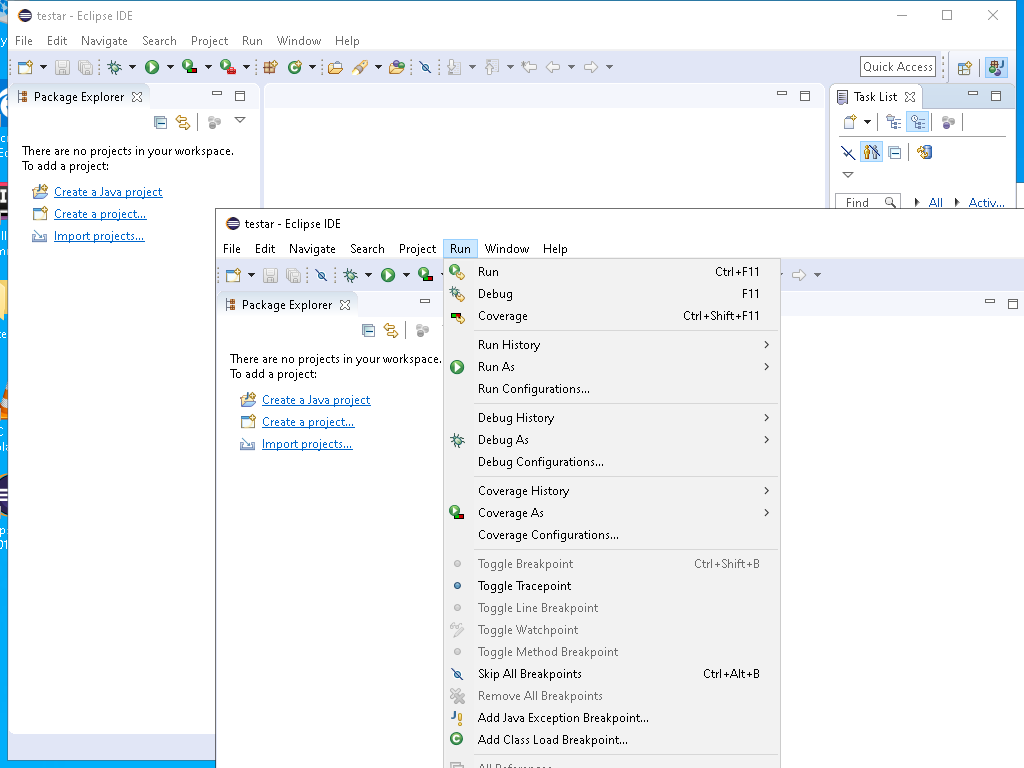 testar - Eclipse IDE
File Edit Navigate Search Project Run Window Help
Quick Access
Package Explorer
Task List
There are no projects in your workspace.
To add a project:
Create a Java project
Create a project...
Import projects...
Find
All
Activ...
testar - Eclipse IDE
File Edit Navigate Search Project Run Window Help
Package Explorer
There are no projects in your workspace.
To add a project:
Create a Java project
Create a project...
Import projects...
Run Ctrl+F11
Debug F11
Coverage Ctrl+Shift+F11
Run History
Run As
Run Configurations...
Debug History
Debug As
Debug Configurations...
Coverage History
Coverage As
Coverage Configurations...
Toggle Breakpoint Ctrl+Shift+B
Toggle Tracepoint
Toggle Line Breakpoint
Toggle Watchpoint
Toggle Method Breakpoint
Skip All Breakpoints Ctrl+Alt+B
Remove All Breakpoints
Add Java Exception Breakpoint...
Add Class Load Breakpoint...